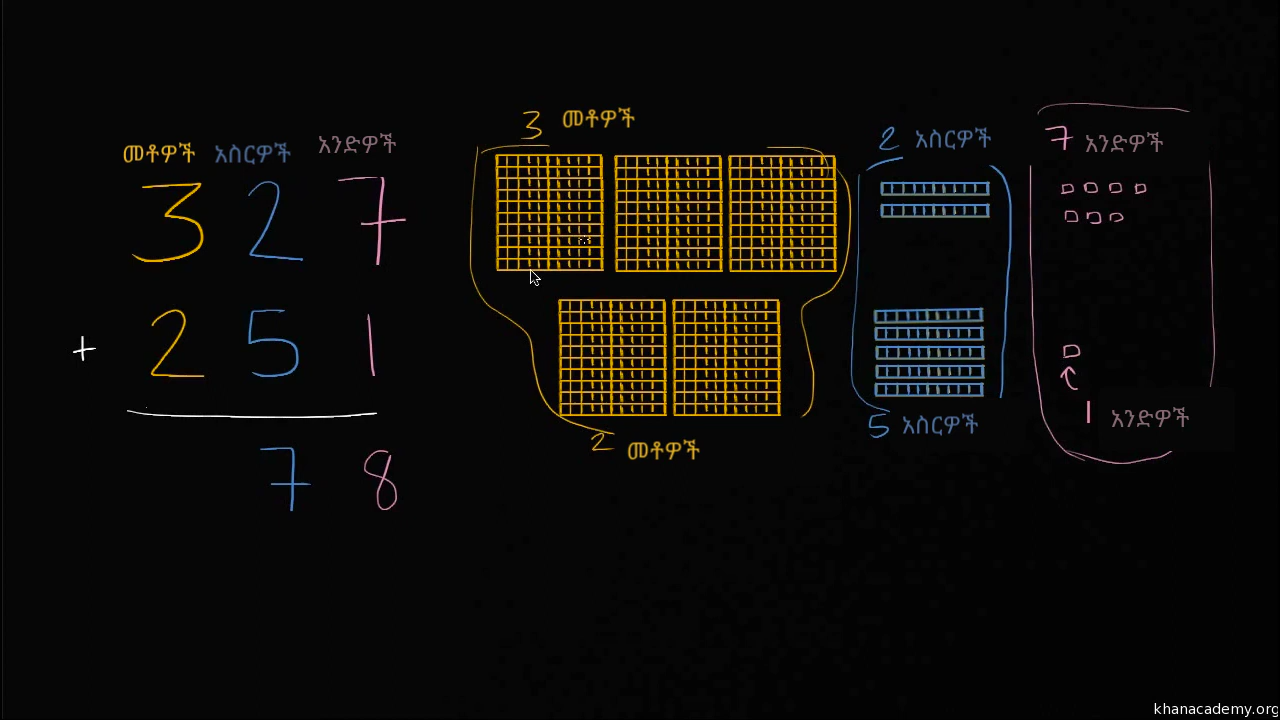 መቶዎች አስርዎች አንድዎች
3 2 7
+ 2 5 1
7 8
3 መቶዎች
2 መቶዎች
2 አስርዎች
5 አስርዎች
7 አንድዎች
1 አንድዎች
khanacademy.org